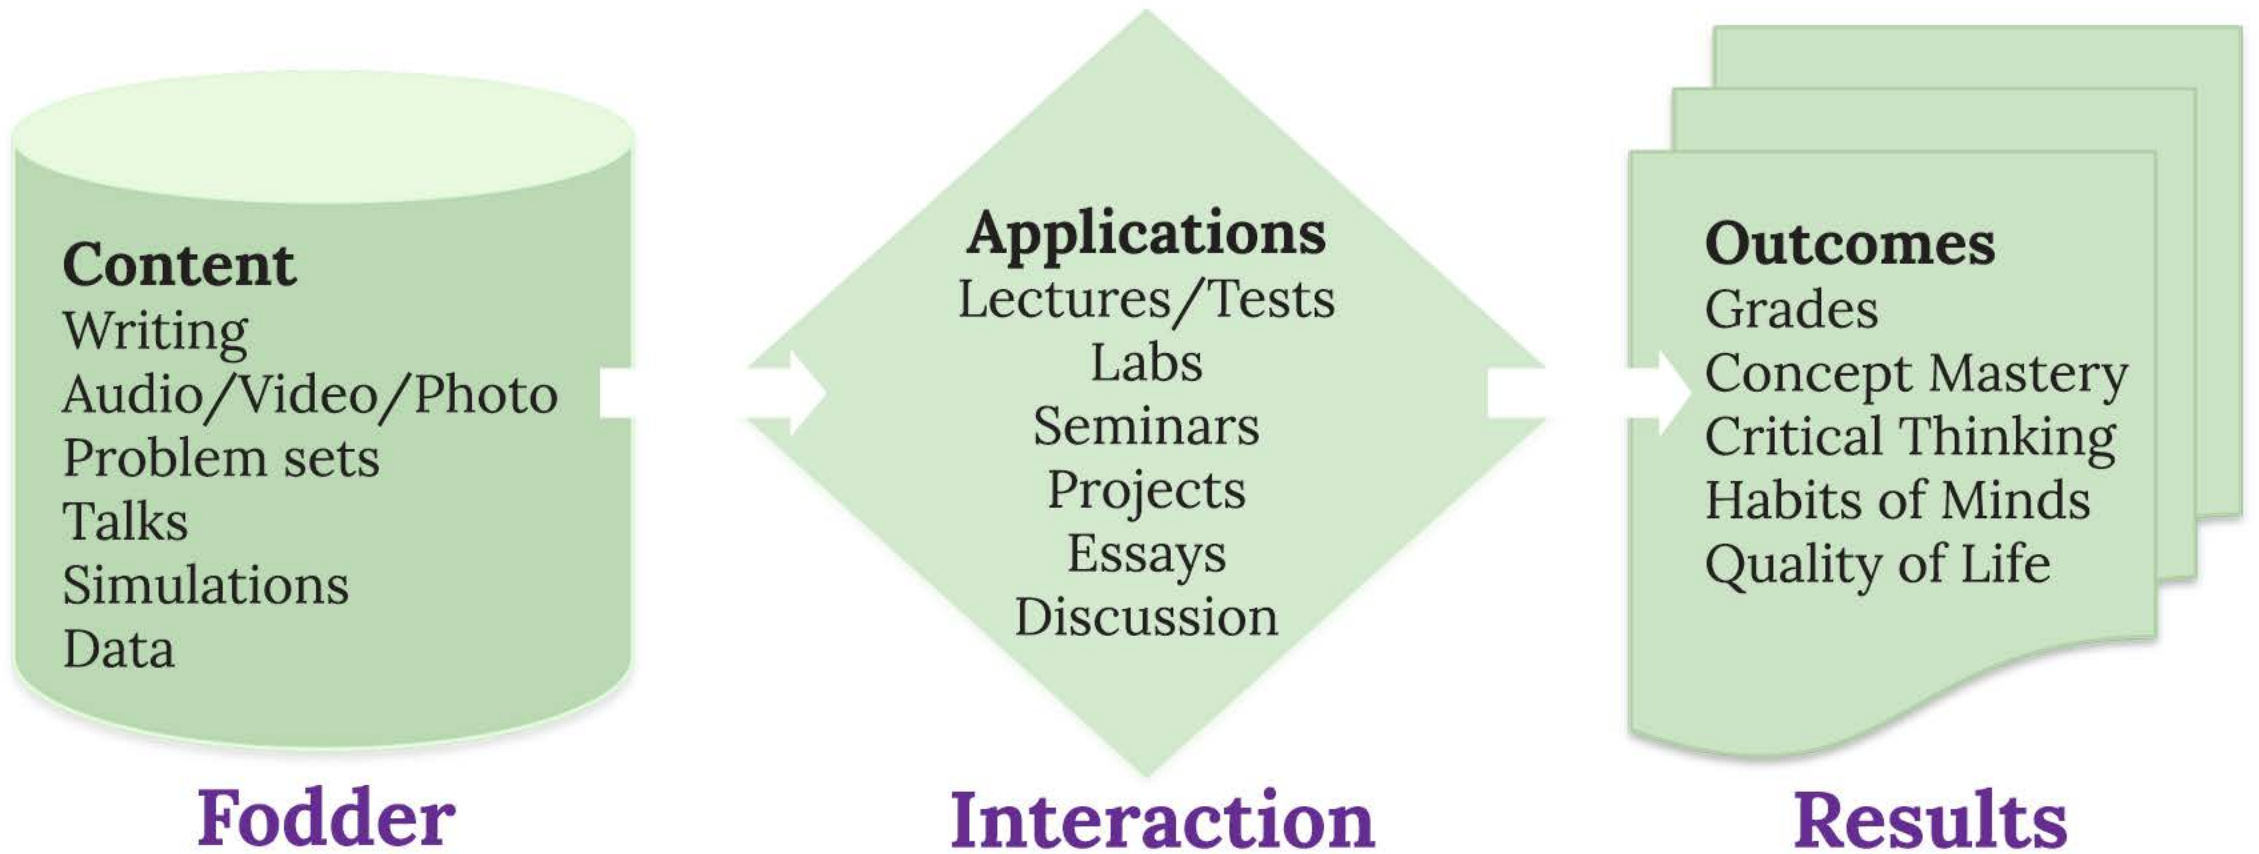 Content
Writing
Audio/Video/Photo
Problem sets
Talks
Simulations
Data
Fodder
Applications
Lectures/Tests
Labs
Seminars
Projects
Essays
Discussion
Interaction
Outcomes
Grades
Concept Mastery
Critical Thinking
Habits of Minds
Quality of Life
Results